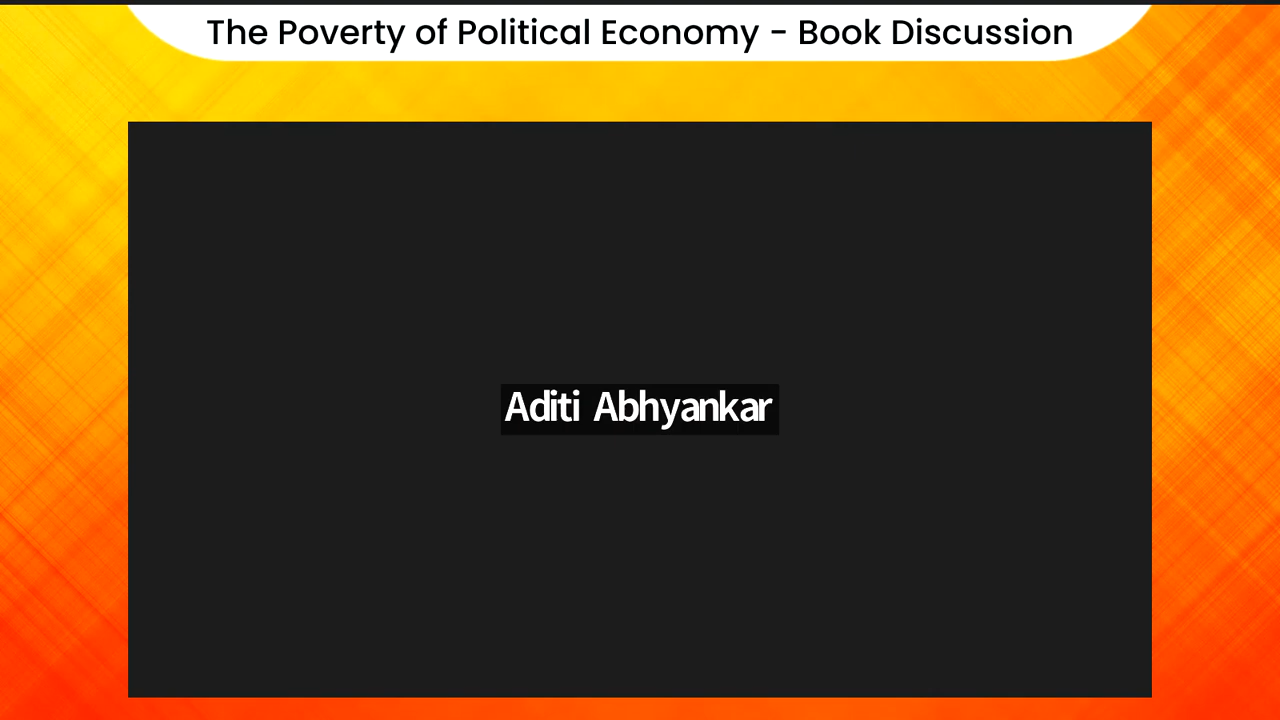 The Poverty of Political Economy - Book Discussion
Aditi Abhyankar